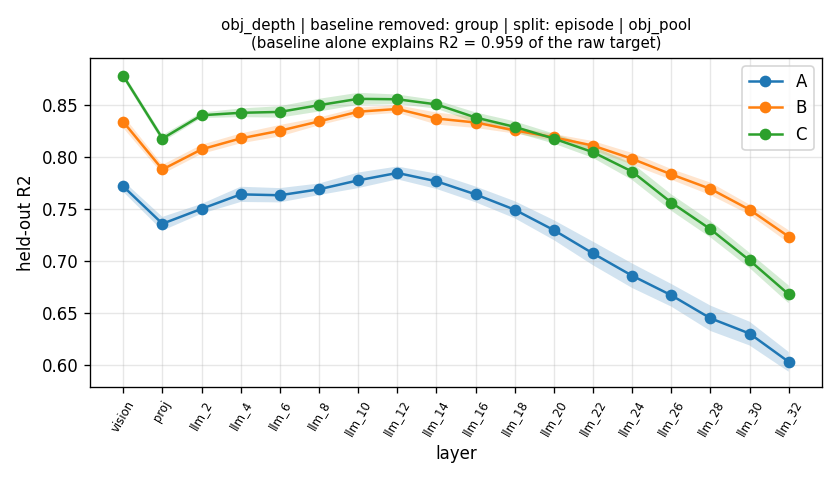 obj_depth | baseline removed: group | split: episode | obj_pool
(baseline alone explains R2 = 0.959 of the raw target)
A
B
C
held-out R2
0.85
0.80
0.75
0.70
0.65
0.60
vision
proj
llm_2
llm_4
llm_6
llm_8
llm_10
llm_12
llm_14
llm_16
llm_18
llm_20
llm_22
llm_24
llm_26
llm_28
llm_30
llm_32
layer